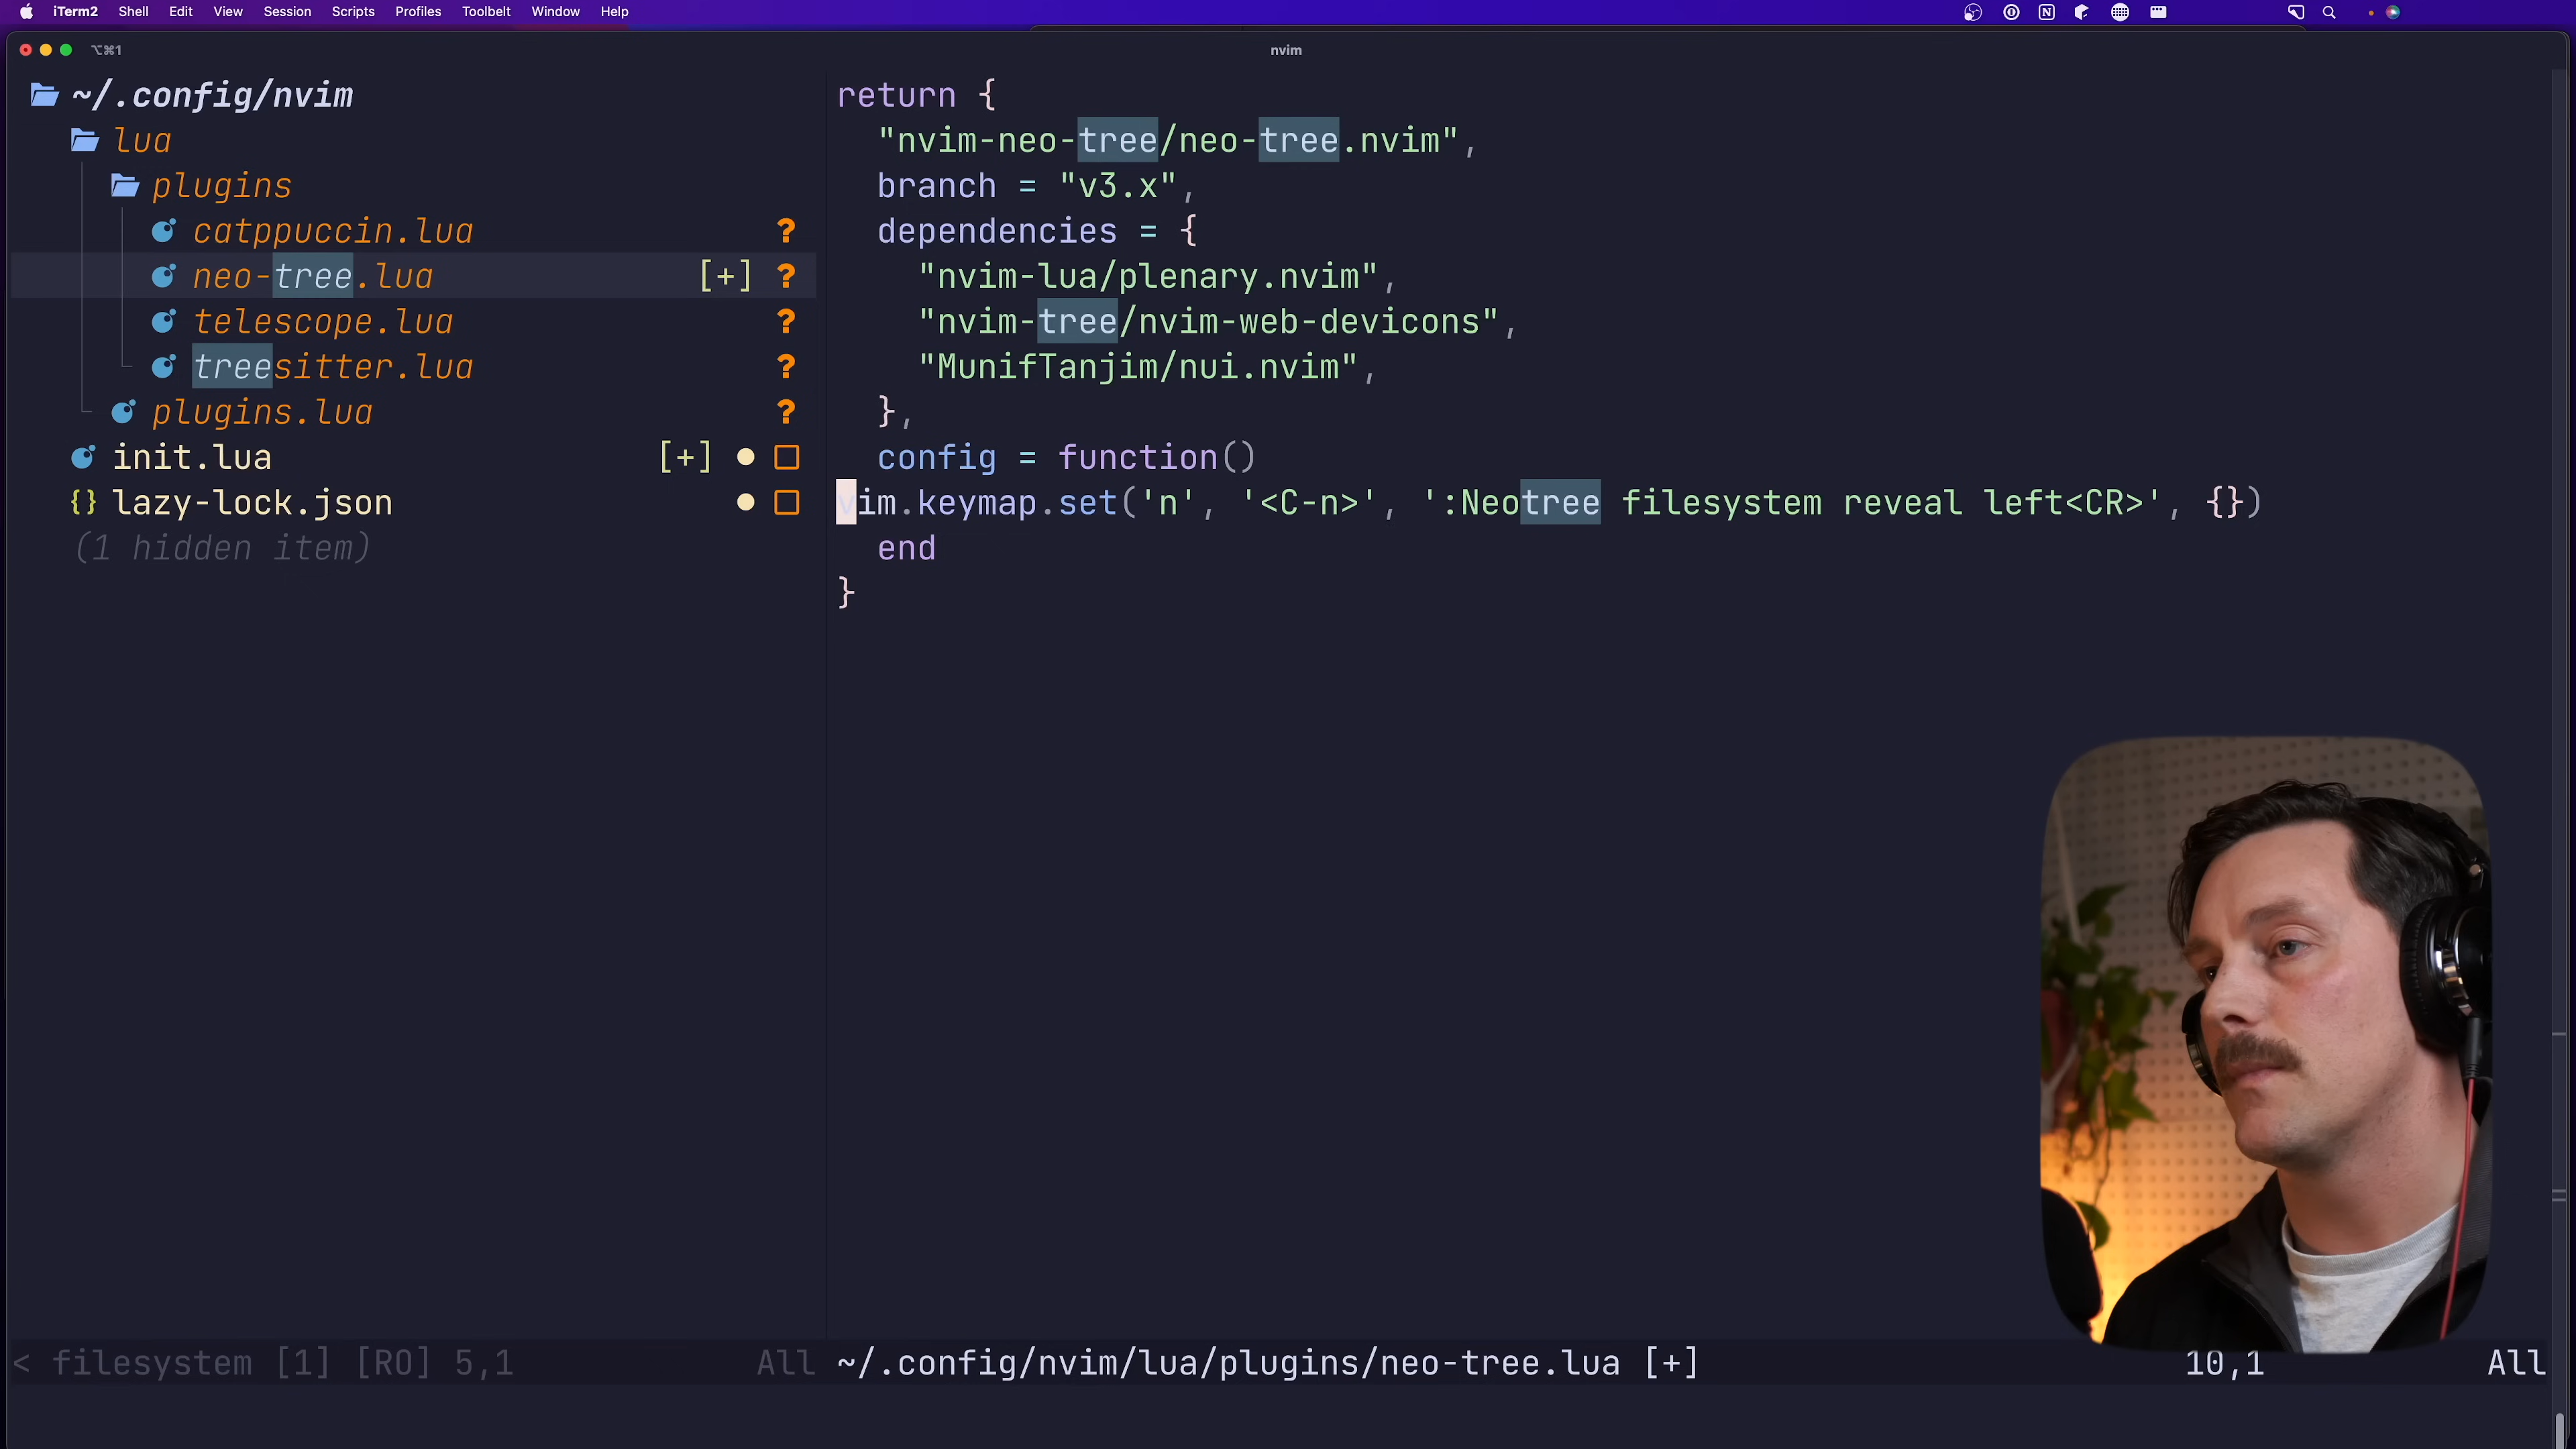 iTerm2 Shell Edit View Session Scripts Profiles Toolbelt Window Help
⌥⌘1
nvim
~/.config/nvim
lua
plugins
catppuccin.lua ?
neo-tree.lua [+] ?
telescope.lua ?
treesitter.lua ?
plugins.lua ?
init.lua [+]
{} lazy-lock.json
(1 hidden item)
return {
"nvim-neo-tree/neo-tree.nvim",
branch = "v3.x",
dependencies = {
"nvim-lua/plenary.nvim",
"nvim-tree/nvim-web-devicons",
"MunifTanjim/nui.nvim",
},
config = function()
vim.keymap.set('n', '<C-n>', ':Neotree filesystem reveal left<CR>', {})
end
}
< filesystem [1] [RO] 5,1 All
~/.config/nvim/lua/plugins/neo-tree.lua [+] 10,1 All